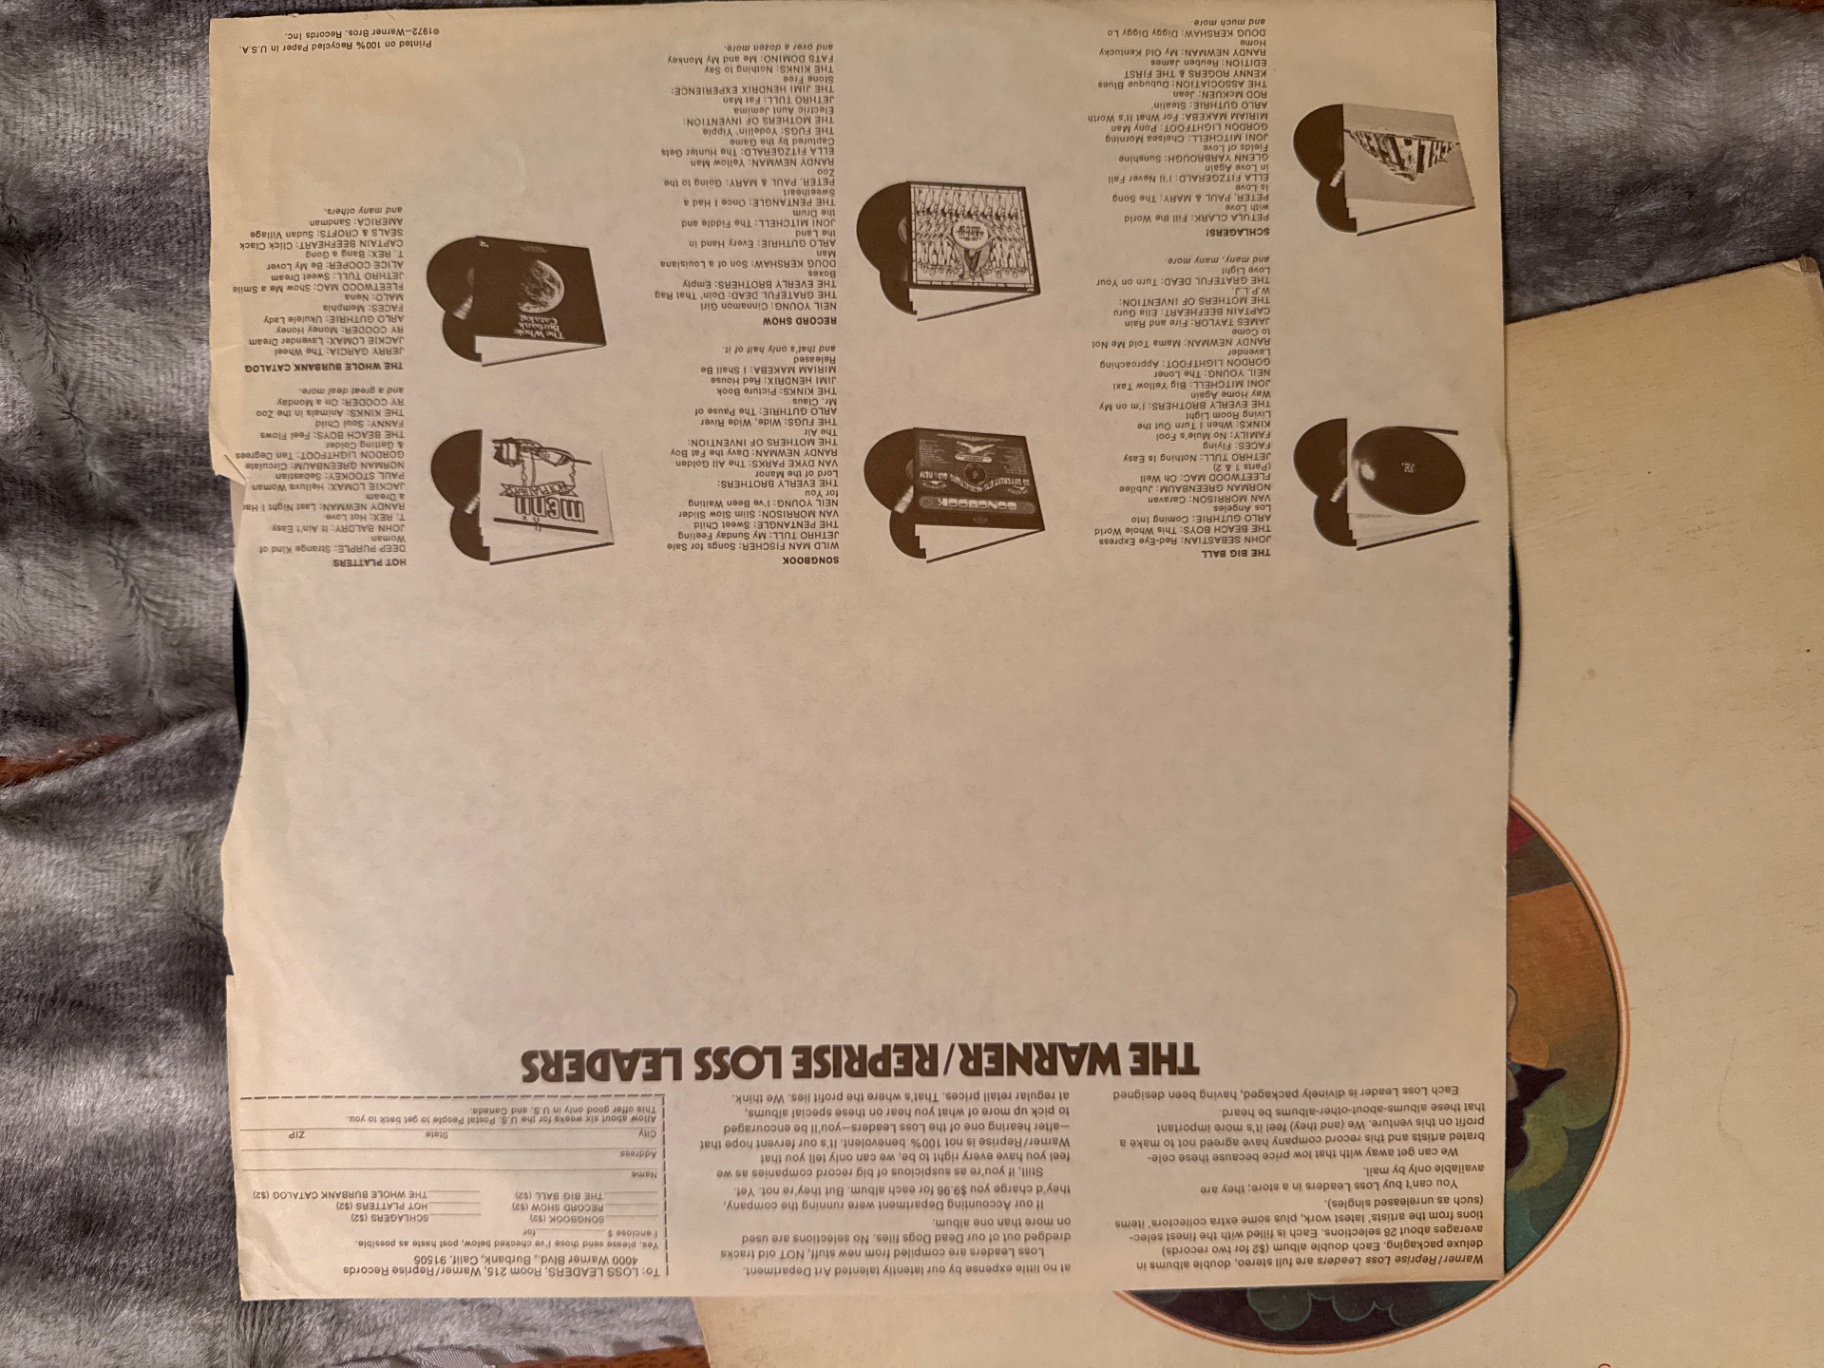 Warner/Reprise Loss Leaders are full stereo, double albums in
deluxe packaging. Each double album ($2 for two records)
averages about 28 selections. Each is filled with the finest selec-
tions from the artists' latest work, plus some extra collectors' items
(such as unreleased singles).
You can't buy Loss Leaders in a store; they are
available only by mail.
We can get away with that low price because these cele-
brated artists and this record company have agreed not to make a
profit on this venture. We (and they) feel it's more important
that these albums-about-other-albums be heard.
Each Loss Leader is divinely packaged, having been designed
at no little expense by our latently talented Art Department.
Loss Leaders are compiled from new stuff, NOT old tracks
dredged out of our Dead Dogs files. No selections are used
on more than one album.
If our Accounting Department were running the company,
they'd charge you $9.96 for each album. But they're not. Yet.
Still, if you're as suspicious of big record companies as we
feel you have every right to be, we can only tell you that
Warner/Reprise is not 100% benevolent. It's our fervent hope that
—after hearing one of the Loss Leaders—you'll be encouraged
to pick up more of what you hear on these special albums,
at regular retail prices. That's where the profit lies. We think.
To: LOSS LEADERS, Room 215, Warner/Reprise Records
4000 Warner Blvd., Burbank, Calif. 91505
Yes, please send those I've checked below, post haste as possible.
I enclose $ for
SONGBOOK ($2) SCHLAGERS ($2)
RECORD SHOW ($2) HOT PLATTERS ($2)
THE BIG BALL ($2) THE WHOLE BURBANK CATALOG ($2)
Name
Address
City State ZIP
Allow about six weeks for the U.S. Postal People to get back to you.
This offer good only in U.S. and Canada.
THE WARNER/REPRISE LOSS LEADERS
THE BIG BALL
JOHN SEBASTIAN: Red-Eye Express
THE BEACH BOYS: This Whole World
ARLO GUTHRIE: Coming into
Los Angeles
VAN MORRISON: Caravan
NORMAN GREENBAUM: Jubilee
FLEETWOOD MAC: Oh Well
(Parts 1 & 2)
JETHRO TULL: Nothing Is Easy
FACES: Flying
FAMILY: No Mule's Fool
KINKS: When I Turn Out the
Living Room Light
THE EVERLY BROTHERS: I'm on My
Way Home Again
JONI MITCHELL: Big Yellow Taxi
NEIL YOUNG: The Loner
GORDON LIGHTFOOT: Approaching
Lavender
RANDY NEWMAN: Mama Told Me Not
to Come
JAMES TAYLOR: Fire and Rain
CAPTAIN BEEFHEART: Ella Guru
THE MOTHERS OF INVENTION:
W.P.L.J.
THE GRATEFUL DEAD: Turn on Your
Love Light
and many, many more.
SCHLAGERS!
PETULA CLARK: Fill the World
with Love
PETER, PAUL & MARY: The Song
Is Love
ELLA FITZGERALD: I'll Never Fall
in Love Again
GLENN YARBROUGH: Sunshine
Fields of Love
JONI MITCHELL: Chelsea Morning
GORDON LIGHTFOOT: Pony Man
MIRIAM MAKEBA: For What It's Worth
ARLO GUTHRIE: Stealin'
ROD McKUEN: Jean
THE ASSOCIATION: Dubuque Blues
KENNY ROGERS & THE FIRST
EDITION: Reuben James
RANDY NEWMAN: My Old Kentucky
Home
DOUG KERSHAW: Diggy Diggy Lo
and much more.
SONGBOOK
WILD MAN FISCHER: Songs for Sale
JETHRO TULL: My Sunday Feeling
THE PENTANGLE: Sweet Child
VAN MORRISON: Slim Slow Slider
NEIL YOUNG: I've Been Waiting
for You
THE EVERLY BROTHERS:
Lord of the Manor
VAN DYKE PARKS: The All Golden
RANDY NEWMAN: Davy the Fat Boy
THE MOTHERS OF INVENTION:
The Air
THE FUGS: Wide, Wide River
ARLO GUTHRIE: The Pause of
Mr. Claus
THE KINKS: Picture Book
JIMI HENDRIX: Red House
MIRIAM MAKEBA: I Shall Be
Released
and that's only half of it.
RECORD SHOW
NEIL YOUNG: Cinnamon Girl
THE GRATEFUL DEAD: Doin' That Rag
THE EVERLY BROTHERS: Empty
Boxes
DOUG KERSHAW: Son of a Louisiana
Man
ARLO GUTHRIE: Every Hand in
the Land
JONI MITCHELL: The Fiddle and
the Drum
THE PENTANGLE: Once I Had a
Sweetheart
PETER, PAUL & MARY: Going to the
Zoo
RANDY NEWMAN: Yellow Man
ELLA FITZGERALD: The Hunter Gets
Captured by the Game
THE FUGS: Yodelin' Yippie
THE MOTHERS OF INVENTION:
Electric Aunt Jemima
JETHRO TULL: Fat Man
THE JIMI HENDRIX EXPERIENCE:
Stone Free
THE KINKS: Nothing to Say
FATS DOMINO: Me and My Monkey
and over a dozen more.
menu
EXPLAINED
HOT PLATTERS
DEEP PURPLE: Strange Kind of
Woman
JOHN BALDRY: It Ain't Easy
T. REX: Hot Love
RANDY NEWMAN: Last Night I Had
a Dream
JACKIE LOMAX: Helluva Woman
PAUL STOOKEY: Sebastian
NORMAN GREENBAUM: Circulate
GORDON LIGHTFOOT: Ten Degrees
& Getting Colder
THE BEACH BOYS: Feel Flows
FANNY: Soul Child
THE KINKS: Animals in the Zoo
RY COODER: On a Monday
and a great deal more.
The Whole
Burbank
Catalog
THE WHOLE BURBANK CATALOG
JERRY GARCIA: The Wheel
JACKIE LOMAX: Lavender Dream
RY COODER: Money Honey
ARLO GUTHRIE: Ukulele Lady
FACES: Memphis
MALO: Nena
FLEETWOOD MAC: Show Me a Smile
JETHRO TULL: Sweet Dream
ALICE COOPER: Be My Lover
T. REX: Bang a Gong
CAPTAIN BEEFHEART: Click Clack
SEALS & CROFTS: Sudan Village
AMERICA: Sandman
and many others.
Printed on 100% Recycled Paper in U.S.A.
©1972—Warner Bros. Records Inc.